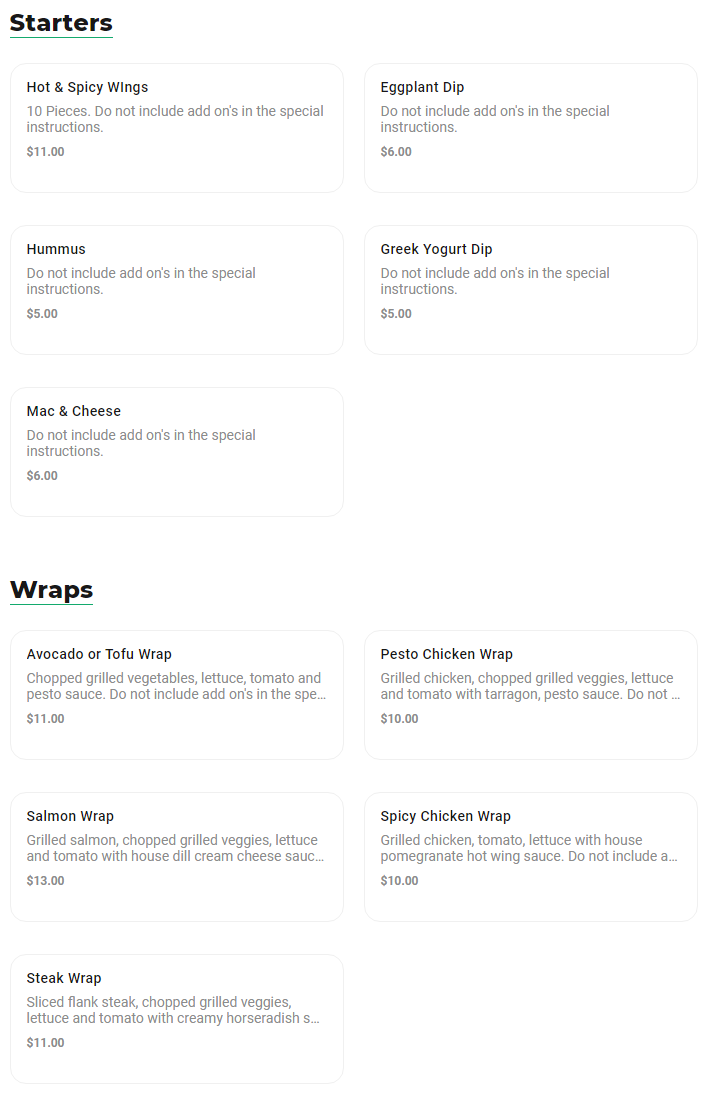 Starters
Hot & Spicy WIngs
10 Pieces. Do not include add on's in the special
instructions.
$11.00
Eggplant Dip
Do not include add on's in the special
instructions.
$6.00
Hummus
Do not include add on's in the special
instructions.
$5.00
Greek Yogurt Dip
Do not include add on's in the special
instructions.
$5.00
Mac & Cheese
Do not include add on's in the special
instructions.
$6.00
Wraps
Avocado or Tofu Wrap
Chopped grilled vegetables, lettuce, tomato and
pesto sauce. Do not include add on's in the spe...
$11.00
Pesto Chicken Wrap
Grilled chicken, chopped grilled veggies, lettuce
and tomato with tarragon, pesto sauce. Do not ...
$10.00
Salmon Wrap
Grilled salmon, chopped grilled veggies, lettuce
and tomato with house dill cream cheese sauc...
$13.00
Spicy Chicken Wrap
Grilled chicken, tomato, lettuce with house
pomegranate hot wing sauce. Do not include a...
$10.00
Steak Wrap
Sliced flank steak, chopped grilled veggies,
lettuce and tomato with creamy horseradish s...
$11.00